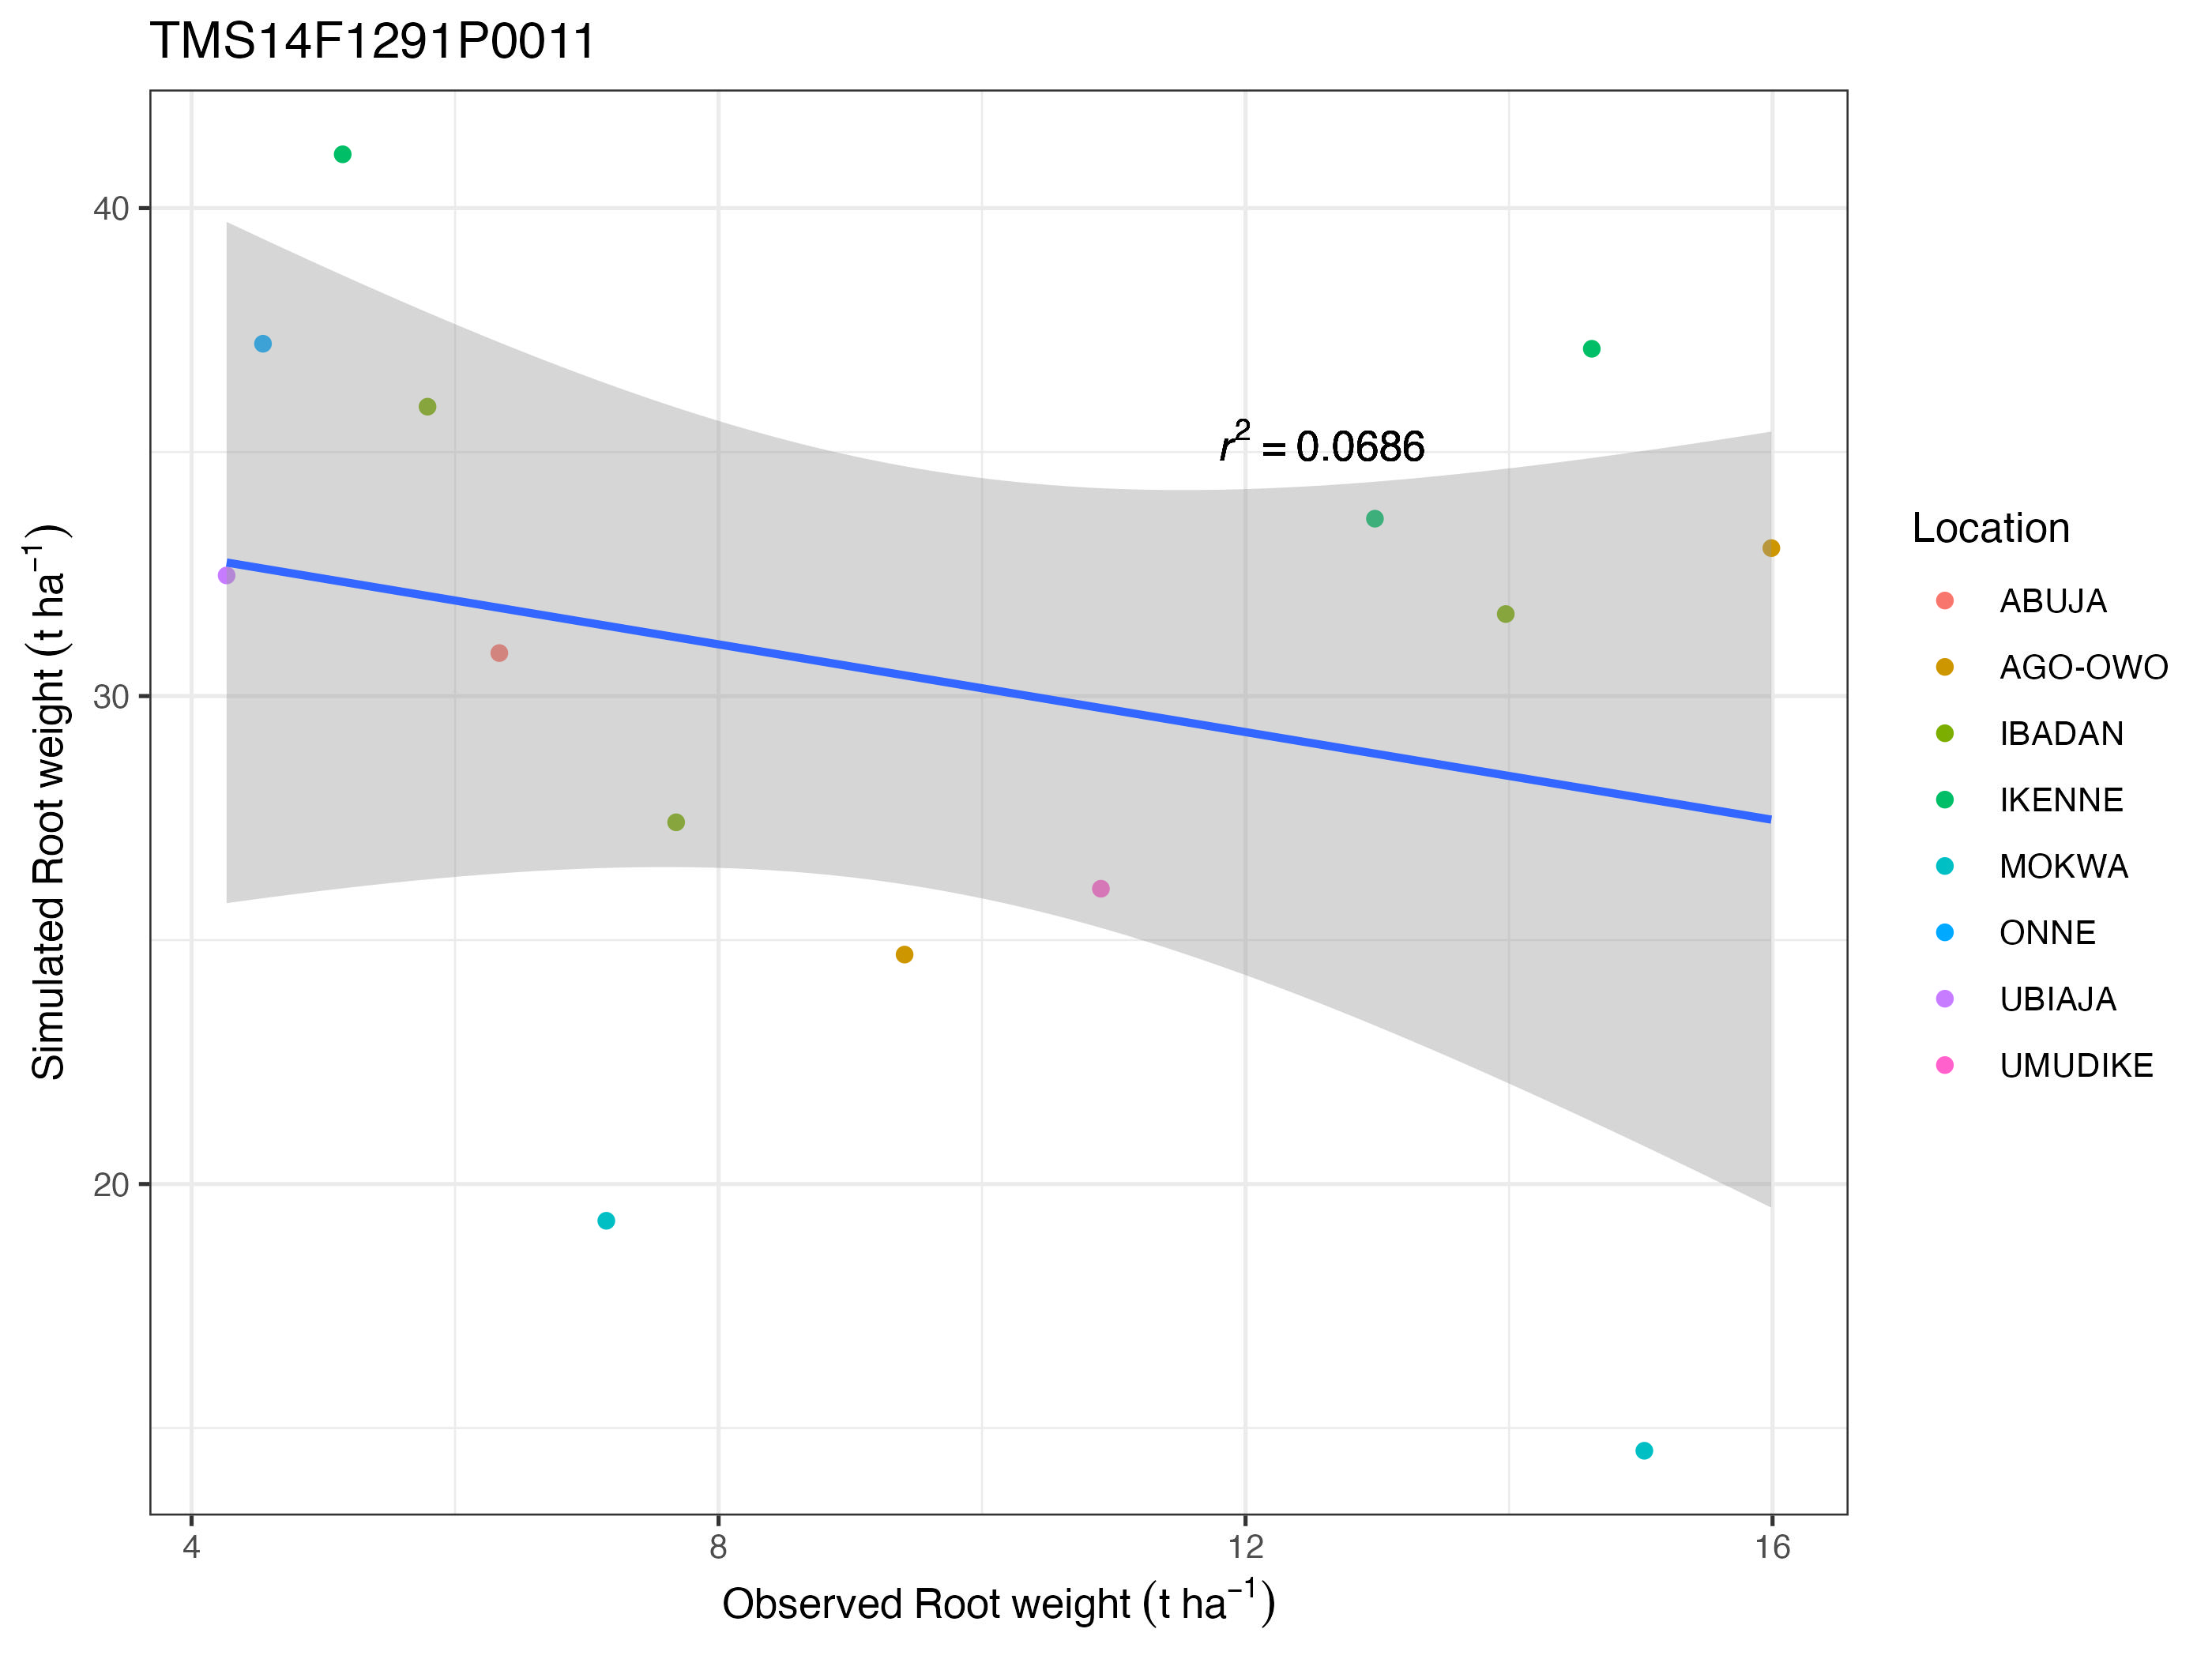 TMS14F1291P0011
40
30
20
r² = 0.0686
4 8 12 16
Observed Root weight (t ha⁻¹)
Simulated Root weight (t ha⁻¹)
Location
ABUJA
AGO-OWO
IBADAN
IKENNE
MOKWA
ONNE
UBIAJA
UMUDIKE